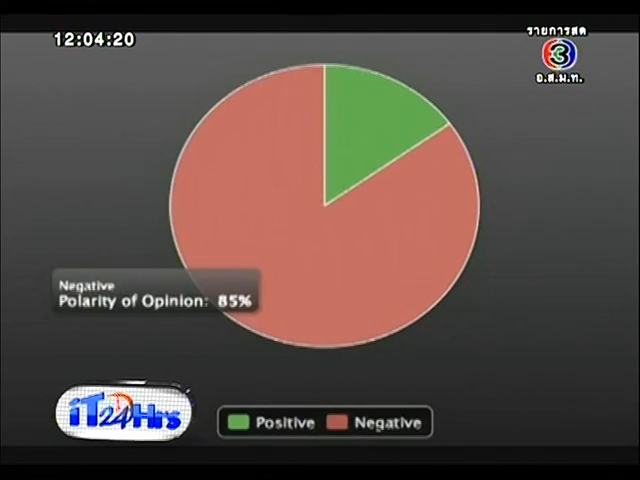 12:04:20
รายการสด
3
อ.ส.ม.ท.
Negative
Polarity of Opinion: 85%
iT24Hrs
Positive
Negative